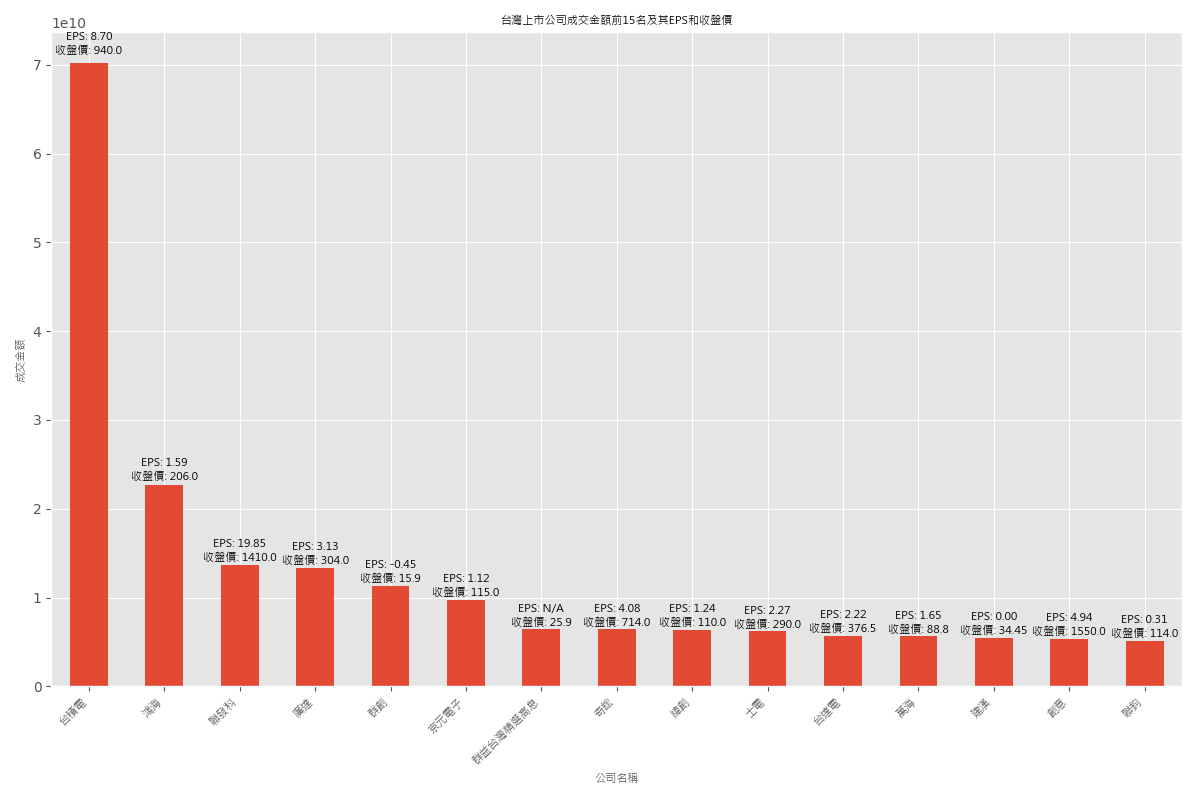 台灣上市公司成交金額前15名及其EPS和收盤價
1e10
EPS: 8.70
收盤價: 940.0
EPS: 1.59
收盤價: 206.0
EPS: 19.85
收盤價: 1410.0
EPS: 3.13
收盤價: 304.0
EPS: -0.45
收盤價: 15.9
EPS: 1.12
收盤價: 115.0
EPS: N/A
收盤價: 25.9
EPS: 4.08
收盤價: 714.0
EPS: 1.24
收盤價: 110.0
EPS: 2.27
收盤價: 290.0
EPS: 2.22
收盤價: 376.5
EPS: 1.65
收盤價: 88.8
EPS: 0.00
收盤價: 34.45
EPS: 4.94
收盤價: 1550.0
EPS: 0.31
收盤價: 114.0
7
6
5
4
3
2
1
0
成交金額
台積電
鴻海
聯發科
廣達
群創
京元電子
群益台灣精選高息
奇鋐
緯創
士電
台達電
萬海
建漢
創意
聯鈞
公司名稱